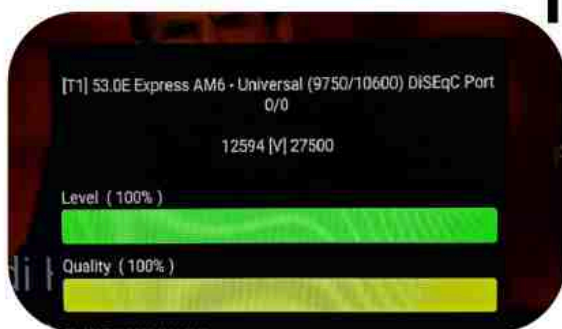 [T1] 53.0E Express AM6 - Universal (9750/10600) DiSEqC Port
0/0
12594 [V] 27500
Level ( 100% )
Quality ( 100% )